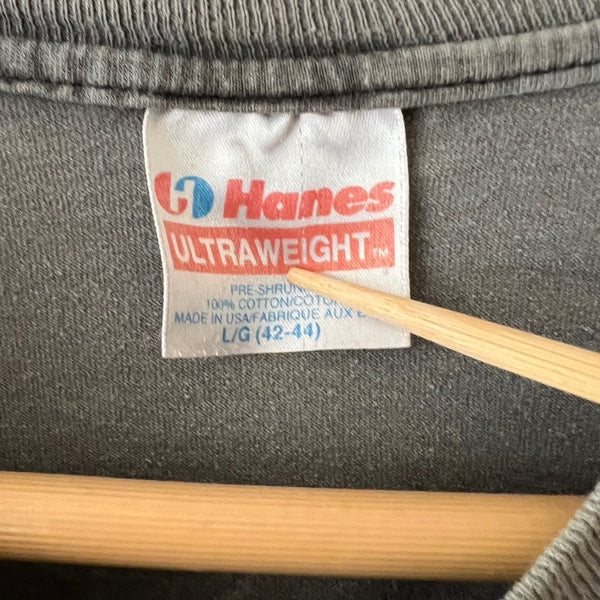 Hanes
ULTRAWEIGHT™
PRE-SHRUNK
100% COTTON/COTON
MADE IN USA/FABRIQUE AUX
L/G (42-44)